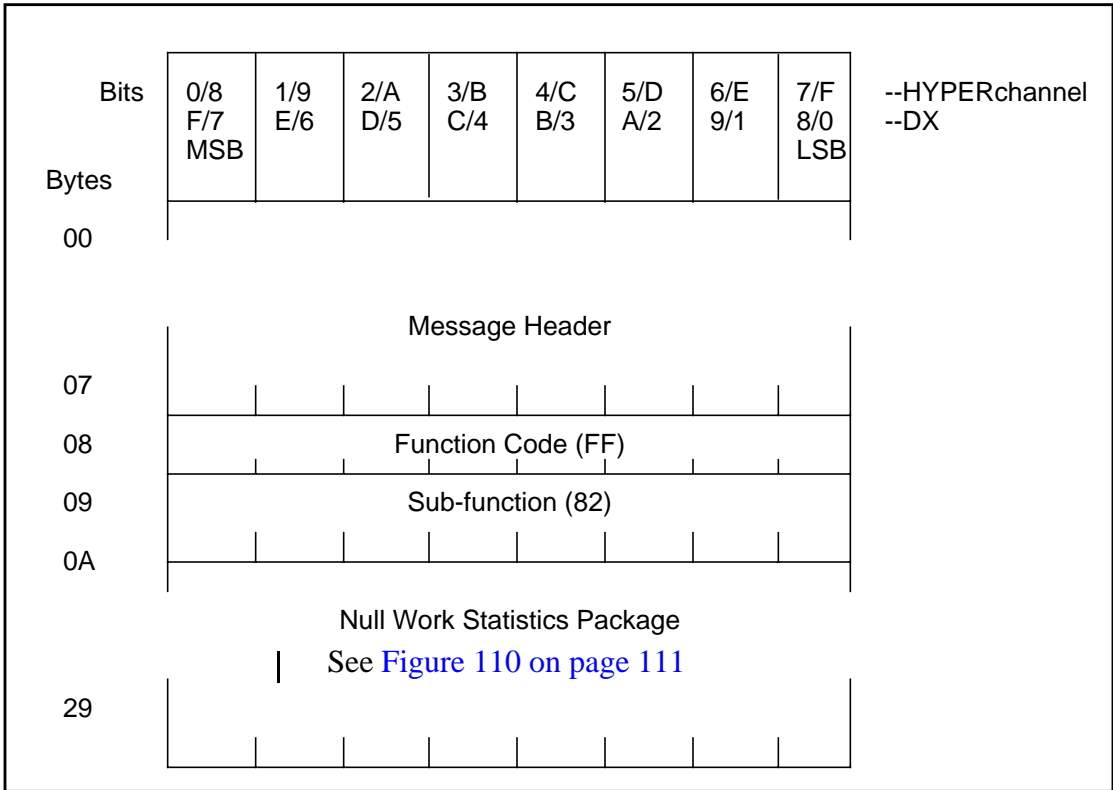 Bits 0/8 1/9 2/A 3/B 4/C 5/D 6/E 7/F --HYPERchannel
F/7 E/6 D/5 C/4 B/3 A/2 9/1 8/0 --DX
MSB LSB
Bytes
00
Message Header
07
08 Function Code (FF)
09 Sub-function (82)
0A
Null Work Statistics Package
See Figure 110 on page 111
29